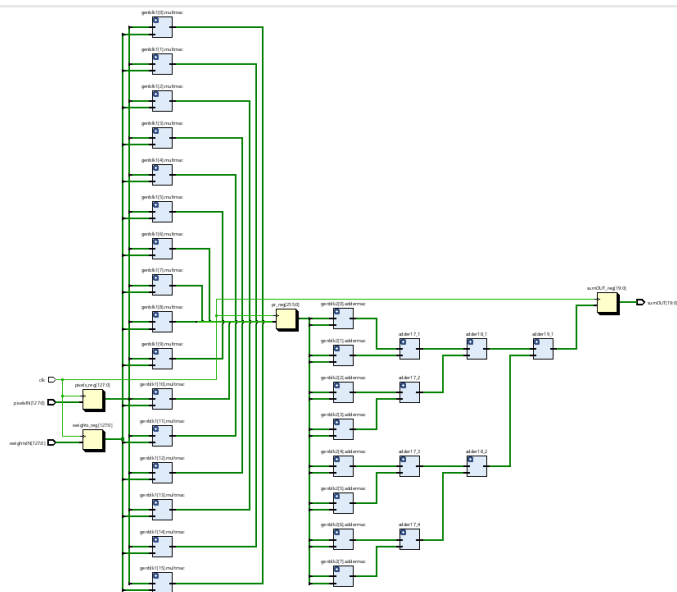 genblk1[0].multmac
genblk1[1].multmac
genblk1[2].multmac
genblk1[3].multmac
genblk1[4].multmac
genblk1[5].multmac
genblk1[6].multmac
genblk1[7].multmac
genblk1[8].multmac
genblk1[9].multmac
genblk1[10].multmac
genblk1[11].multmac
genblk1[12].multmac
genblk1[13].multmac
genblk1[14].multmac
genblk1[15].multmac
clk
pixelsIN[127:0]
weightsIN[127:0]
pixels_reg[127:0]
weights_reg[127:0]
pr_reg[255:0]
genblk2[0].addermac
genblk2[1].addermac
genblk2[2].addermac
genblk2[3].addermac
genblk2[4].addermac
genblk2[5].addermac
genblk2[6].addermac
genblk2[7].addermac
adder17_1
adder17_2
adder17_3
adder17_4
adder18_1
adder18_2
adder19_1
sumOUT_reg[19:0]
sumOUT[19:0]